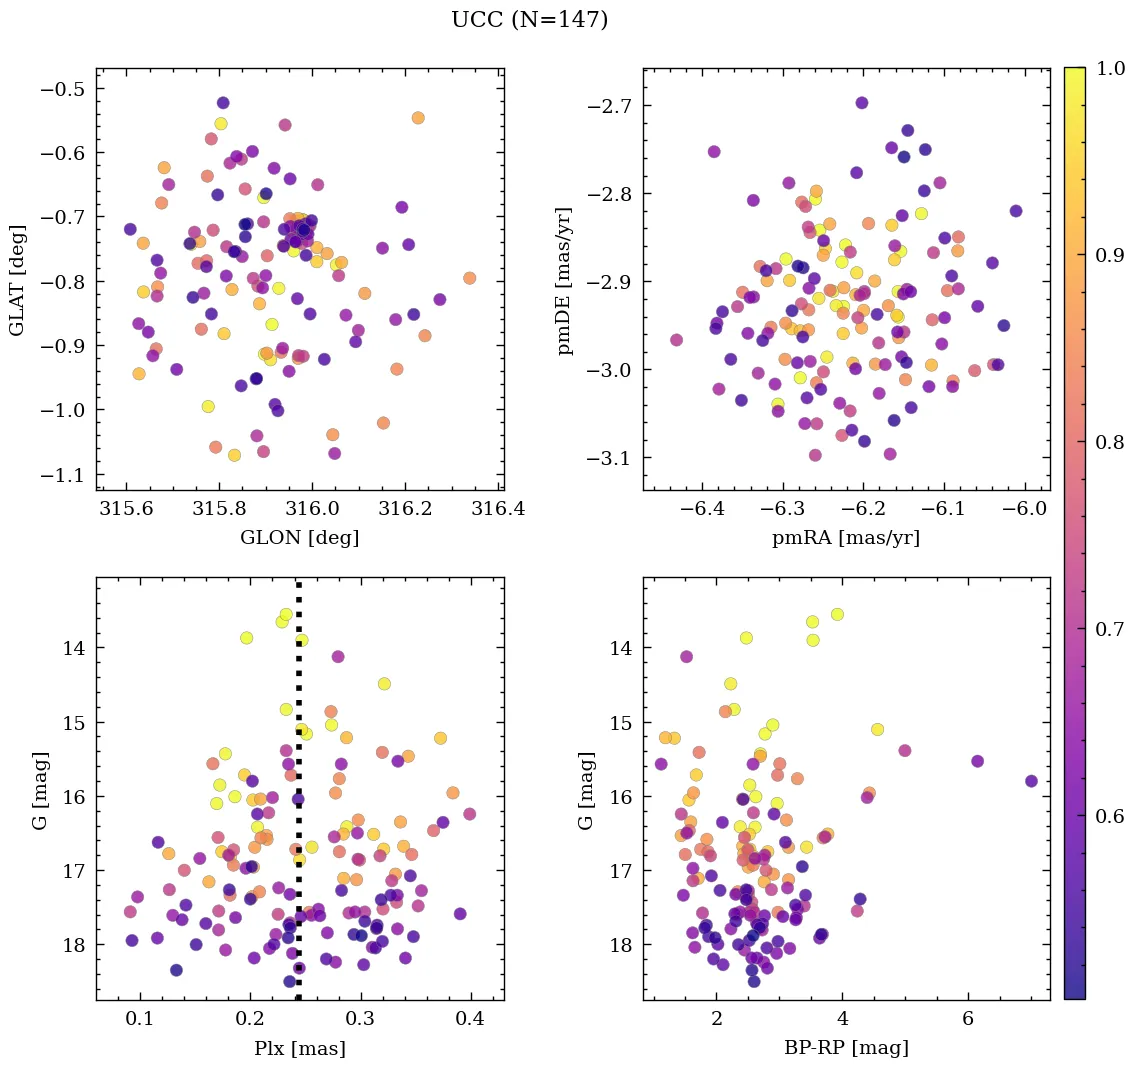 UCC (N=147)
−0.5
−0.6
−0.7
−0.8
−0.9
−1.0
−1.1
GLAT [deg]
315.6 315.8 316.0 316.2 316.4
GLON [deg]
−2.7
−2.8
−2.9
−3.0
−3.1
pmDE [mas/yr]
−6.4 −6.3 −6.2 −6.1 −6.0
pmRA [mas/yr]
1.0
0.9
0.8
0.7
0.6
14
15
16
17
18
G [mag]
0.1 0.2 0.3 0.4
Plx [mas]
14
15
16
17
18
G [mag]
2 4 6
BP-RP [mag]